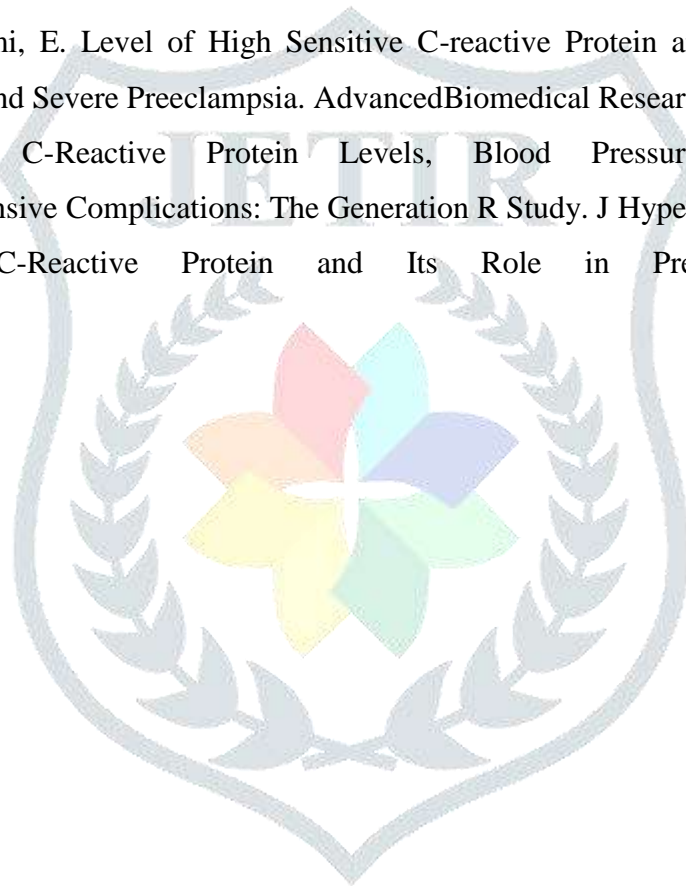 ni, E. Level of High Sensitive C-reactive Protein a
nd Severe Preeclampsia. AdvancedBiomedical Resear
C-Reactive Protein Levels, Blood Pressur
nsive Complications: The Generation R Study. J Hype
C-Reactive Protein and Its Role in Pre
JETIR